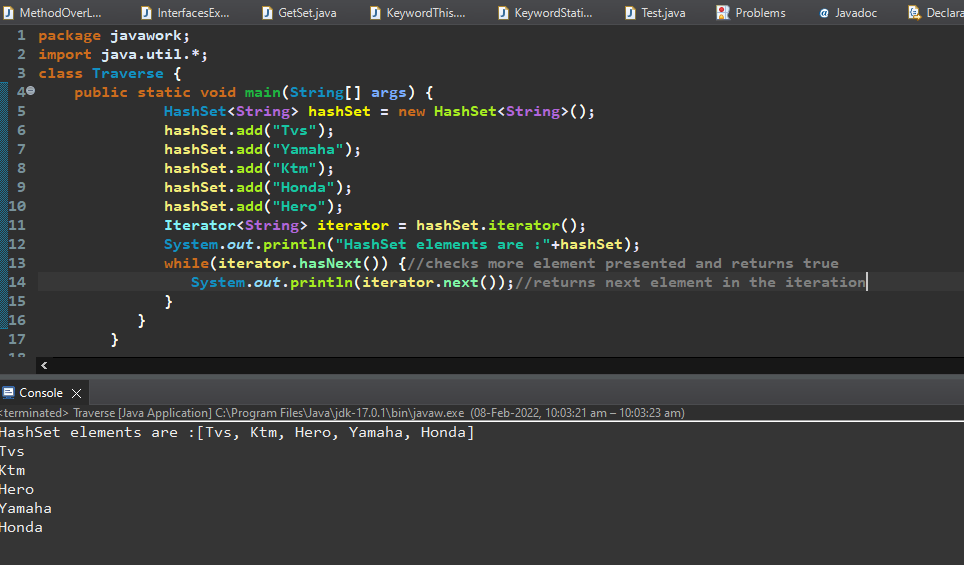 MethodOverL... InterfacesEx... GetSet.java KeywordThis.... KeywordStati... Test.java Problems @ Javadoc Declara
1 package javawork;
2 import java.util.*;
3 class Traverse {
4 public static void main(String[] args) {
5 HashSet<String> hashSet = new HashSet<String>();
6 hashSet.add("Tvs");
7 hashSet.add("Yamaha");
8 hashSet.add("Ktm");
9 hashSet.add("Honda");
10 hashSet.add("Hero");
11 Iterator<String> iterator = hashSet.iterator();
12 System.out.println("HashSet elements are :"+hashSet);
13 while(iterator.hasNext()) {//checks more element presented and returns true
14 System.out.println(iterator.next());//returns next element in the iteration
15 }
16 }
17 }
18
Console
<terminated> Traverse [Java Application] C:\Program Files\Java\jdk-17.0.1\bin\javaw.exe (08-Feb-2022, 10:03:21 am – 10:03:23 am)
HashSet elements are :[Tvs, Ktm, Hero, Yamaha, Honda]
Tvs
Ktm
Hero
Yamaha
Honda